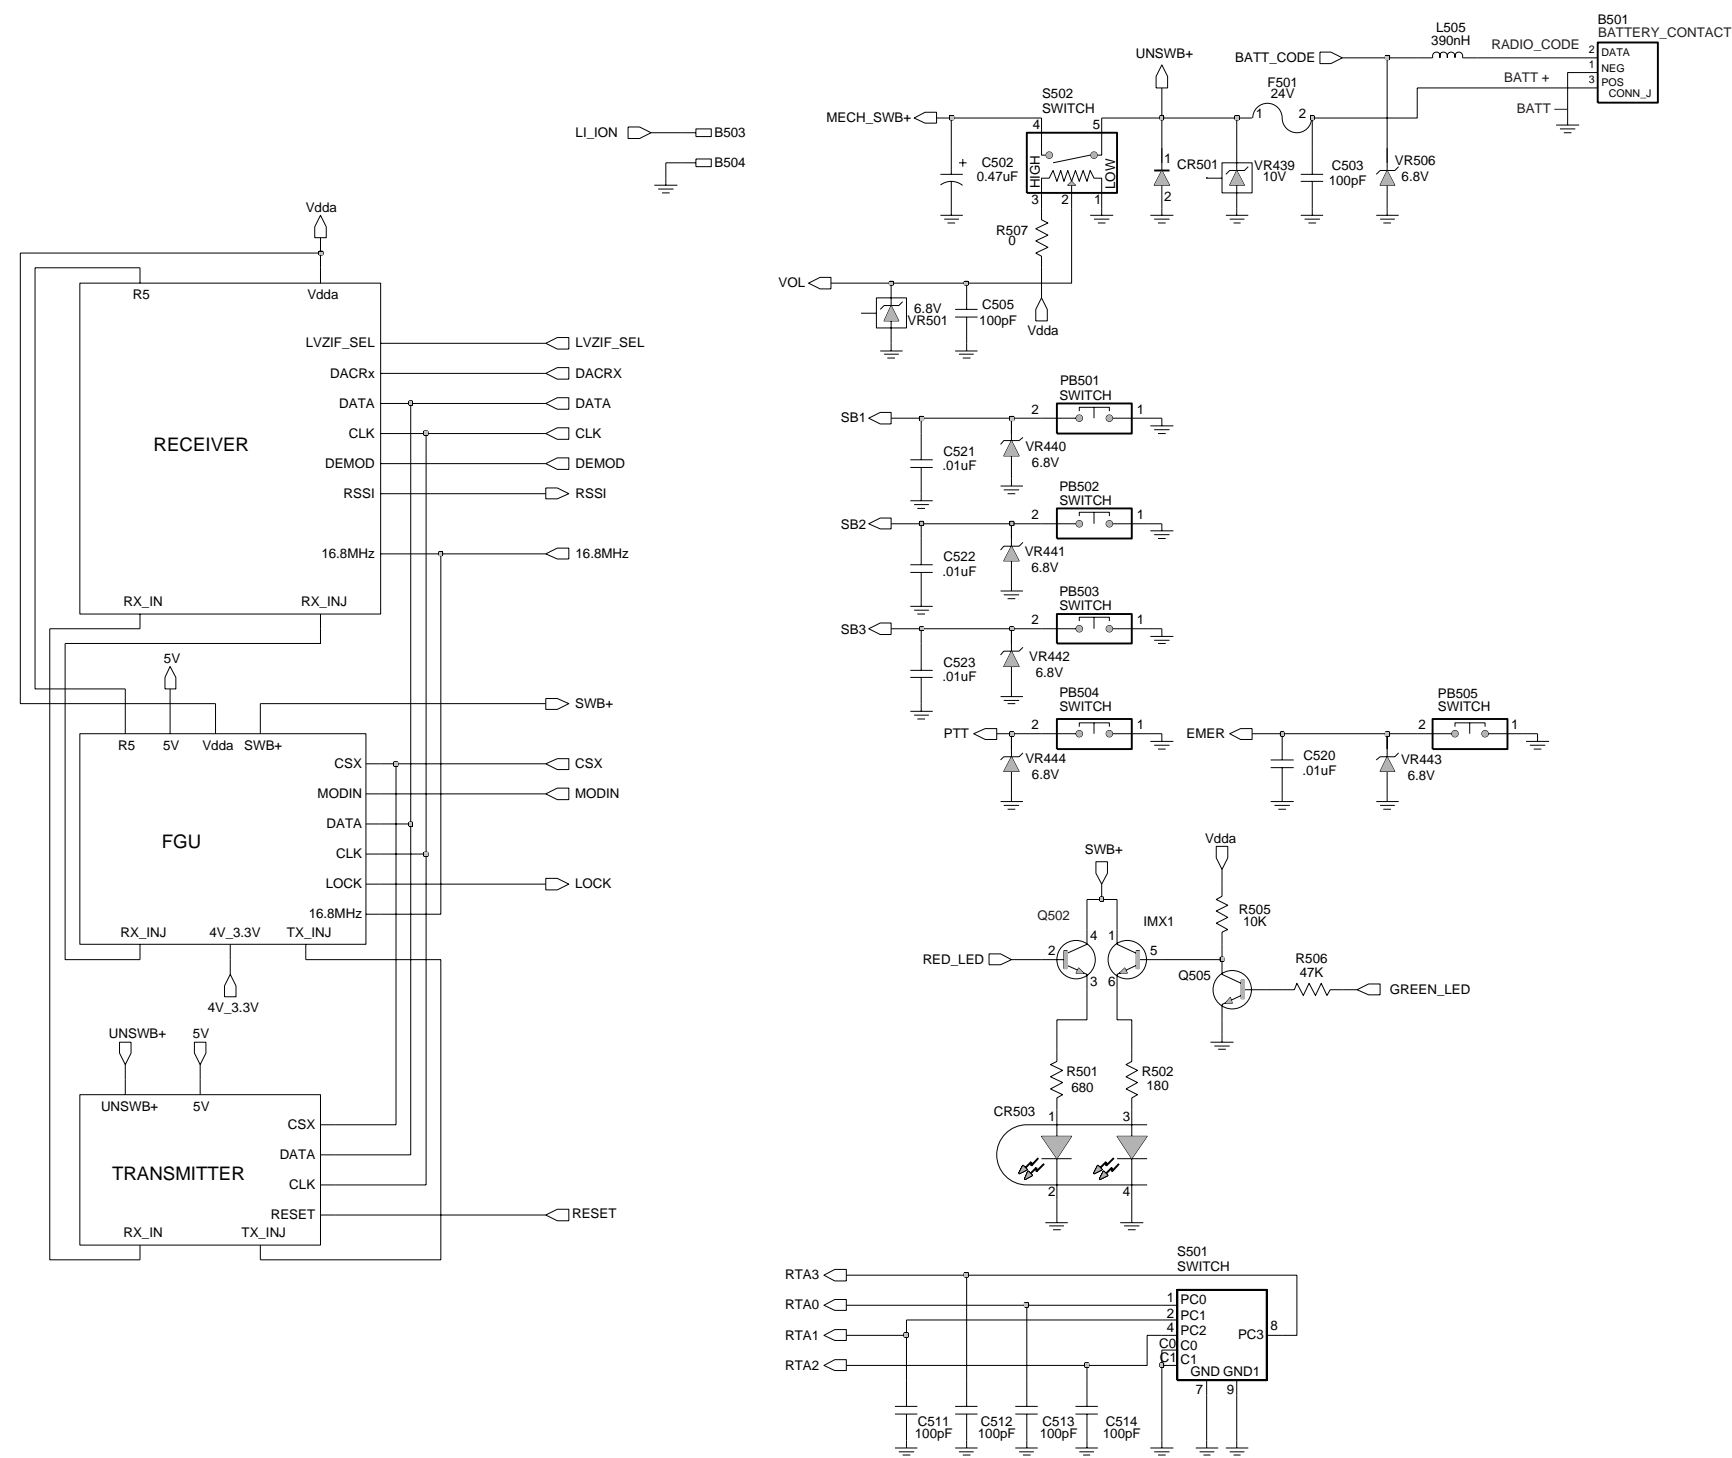 B501
BATTERY_CONTACT
L505
390nH
RADIO_CODE
2
DATA
1
NEG
3
POS
CONN_J
BATT +
BATT
BATT_CODE
UNSWB+
F501
24V
1
2
S502
SWITCH
MECH_SWB+
4
5
HIGH
LOW
3
2
1
+
C502
0.47uF
CR501
1
2
VR439
10V
C503
100pF
VR506
6.8V
LI_ION
B503
B504
R507
0
VOL
6.8V
VR501
C505
100pF
Vdda
Vdda
R5
Vdda
LVZIF_SEL
LVZIF_SEL
DACRx
DACRX
DATA
DATA
RECEIVER
CLK
CLK
DEMOD
DEMOD
RSSI
RSSI
16.8MHz
16.8MHz
RX_IN
RX_INJ
5V
SWB+
R5
5V
Vdda
SWB+
CSX
CSX
MODIN
MODIN
DATA
FGU
CLK
LOCK
LOCK
16.8MHz
RX_INJ
4V_3.3V
TX_INJ
4V_3.3V
UNSWB+
5V
UNSWB+
5V
CSX
DATA
TRANSMITTER
CLK
RESET
RESET
RX_IN
TX_INJ
PB501
SWITCH
SB1
2
1
C521
.01uF
VR440
6.8V
PB502
SWITCH
SB2
2
1
C522
.01uF
VR441
6.8V
PB503
SWITCH
SB3
2
1
C523
.01uF
VR442
6.8V
PB504
SWITCH
PTT
2
1
VR444
6.8V
PB505
SWITCH
EMER
2
1
C520
.01uF
VR443
6.8V
SWB+
Vdda
Q502
IMX1
R505
10K
4
1
RED_LED
2
5
3
6
Q505
R506
47K
GREEN_LED
R501
680
R502
180
CR503
1
3
2
4
S501
SWITCH
RTA3
RTA0
1
PC0
2
PC1
RTA1
4
PC2
PC3
8
C0
C0
RTA2
C1
C1
GND
GND1
7
9
C511
100pF
C512
100pF
C513
100pF
C514
100pF